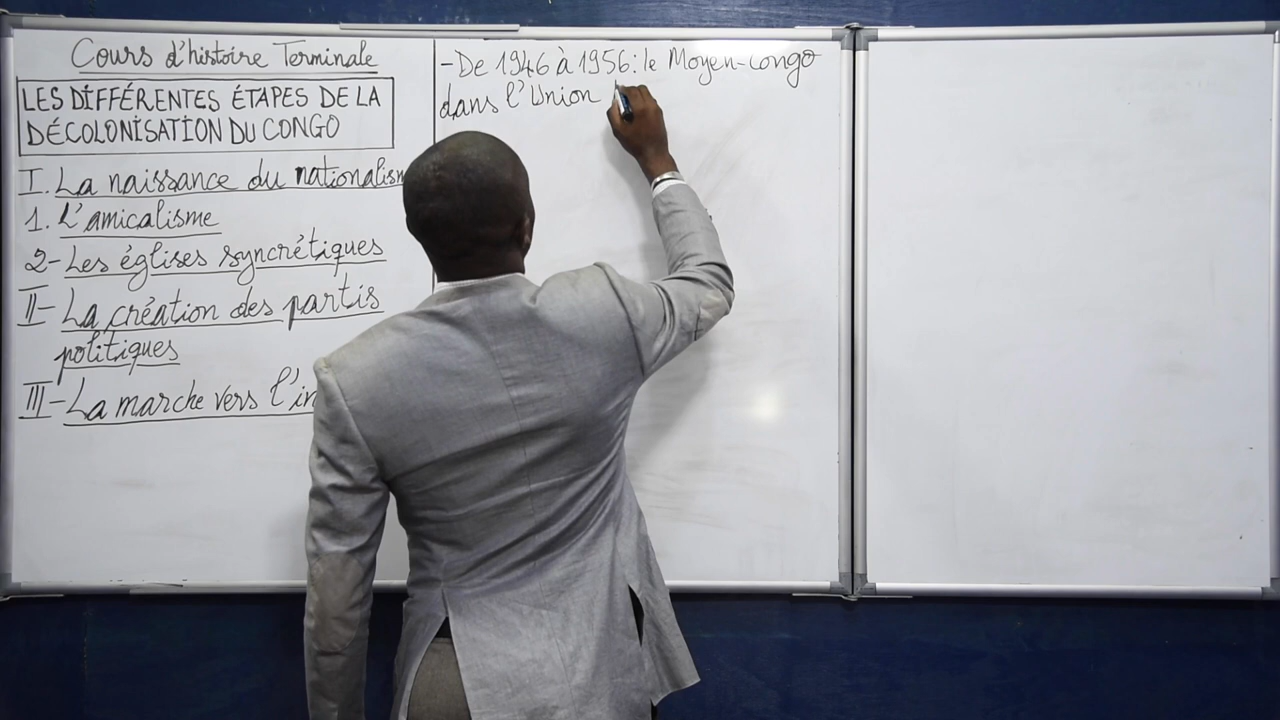 Cours d'histoire Terminale
LES DIFFÉRENTES ÉTAPES DE LA
DÉCOLONISATION DU CONGO
I. La naissance du nationalism
1. L'amicalisme
2- Les églises syncrétiques
II- La création des partis
politiques
III- La marche vers l'in
- De 1946 à 1956: le Moyen-congo
dans l'Union